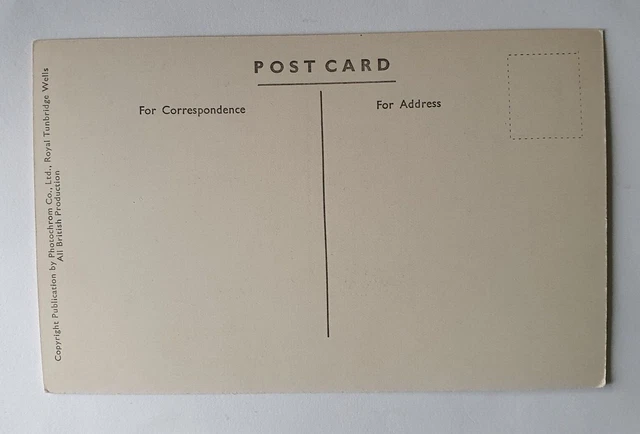 POST CARD
For Correspondence
For Address
Copyright Publication by Photochrom Co., Ltd., Royal Tunbridge Wells
All British Production